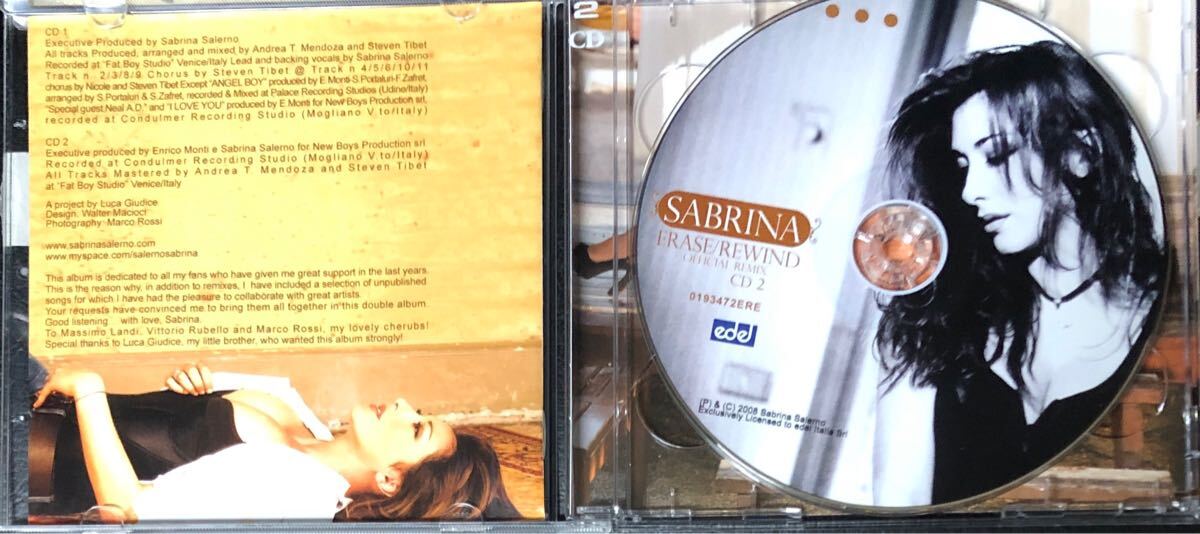 CD 1
Executive Produced by Sabrina Salerno
All tracks Produced, arranged and mixed by Andrea T Mendoza and Steven Tibet
Recorded at "Fat Boy Studio" Venice/Italy Lead and backing vocals by Sabrina Salerno
Track n 2/3/8/9 Chorus by Steven Tibet @ Track n 4/5/6/10/11
chorus by Nicole and Steven Tibet Except "ANGEL BOY" produced by E.Monti-S.Portaluri-F.Zafret,
arranged by S.Portaluri & S.Zafret, recorded & Mixed at Palace Recording Studios (Udine/Italy)
"Special guest Neal A.D." and "I LOVE YOU" produced by E.Monti for New Boys Production srl,
recorded at Condulmer Recording Studio (Mogliano V.to/Italy)
CD 2
Executive produced by Enrico Monti e Sabrina Salerno for New Boys Production srl
Recorded at Condulmer Recording Studio (Mogliano V to/Italy)
All Tracks Mastered by Andrea T Mendoza and Steven Tibet
at "Fat Boy Studio" Venice/Italy
A project by Luca Giudice
Design. Walter Macioci
Photography Marco Rossi
www.sabrinasalerno.com
www.myspace.com/salernosabrina
This album is dedicated to all my fans who have given me great support in the last years.
This is the reason why, in addition to remixes, I have included a selection of unpublished
songs for which I have had the pleasure to collaborate with great artists.
Your requests have convinced me to bring them all together in this double album.
Good listening with love, Sabrina.
To Massimo Landi, Vittorio Rubello and Marco Rossi, my lovely cherubs!
Special thanks to Luca Giudice, my little brother, who wanted this album strongly!
2
CD
SABRINA
ERASE/REWIND
OFFICIAL REMIX
CD 2
0193472ERE
edel
(P) & (C) 2008 Sabrina Salerno
Exclusively Licensed to edel Italia Srl